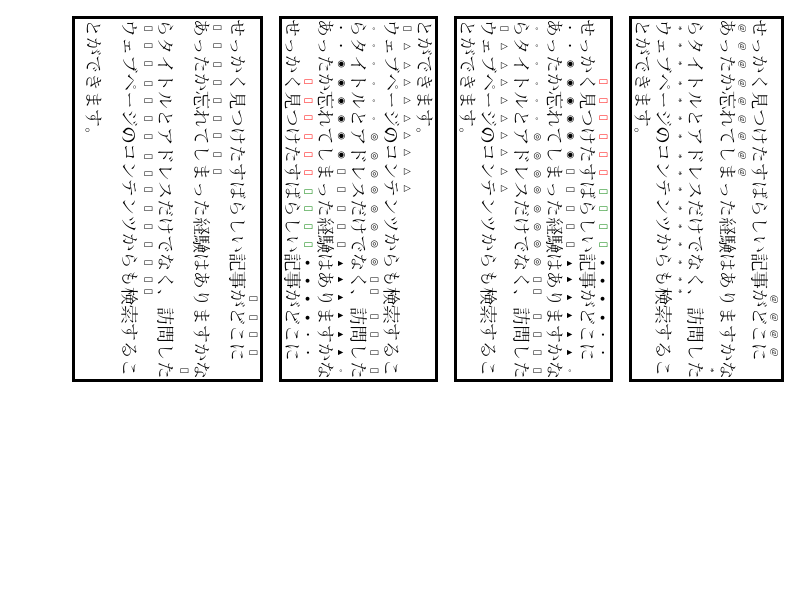 せっかく見つけたすばらしい記事がどこに
あったか忘れてしまった経験はありますかな
らタイトルとアドレスだけでなく、訪問した
ウェブページのコンテンツからも検索するこ
とができます。
せっかく見つけたすばらしい記事がどこに
あったか忘れてしまった経験はありますかな
らタイトルとアドレスだけでなく、訪問した
ウェブページのコンテンツからも検索するこ
とができます。
せっかく見つけたすばらしい記事がどこに
あったか忘れてしまった経験はありますかな
らタイトルとアドレスだけでなく、訪問した
ウェブページのコンテンツからも検索するこ
とができます。
せっかく見つけたすばらしい記事がどこに
あったか忘れてしまった経験はありますかな
らタイトルとアドレスだけでなく、訪問した
ウェブページのコンテンツからも検索するこ
とができます。